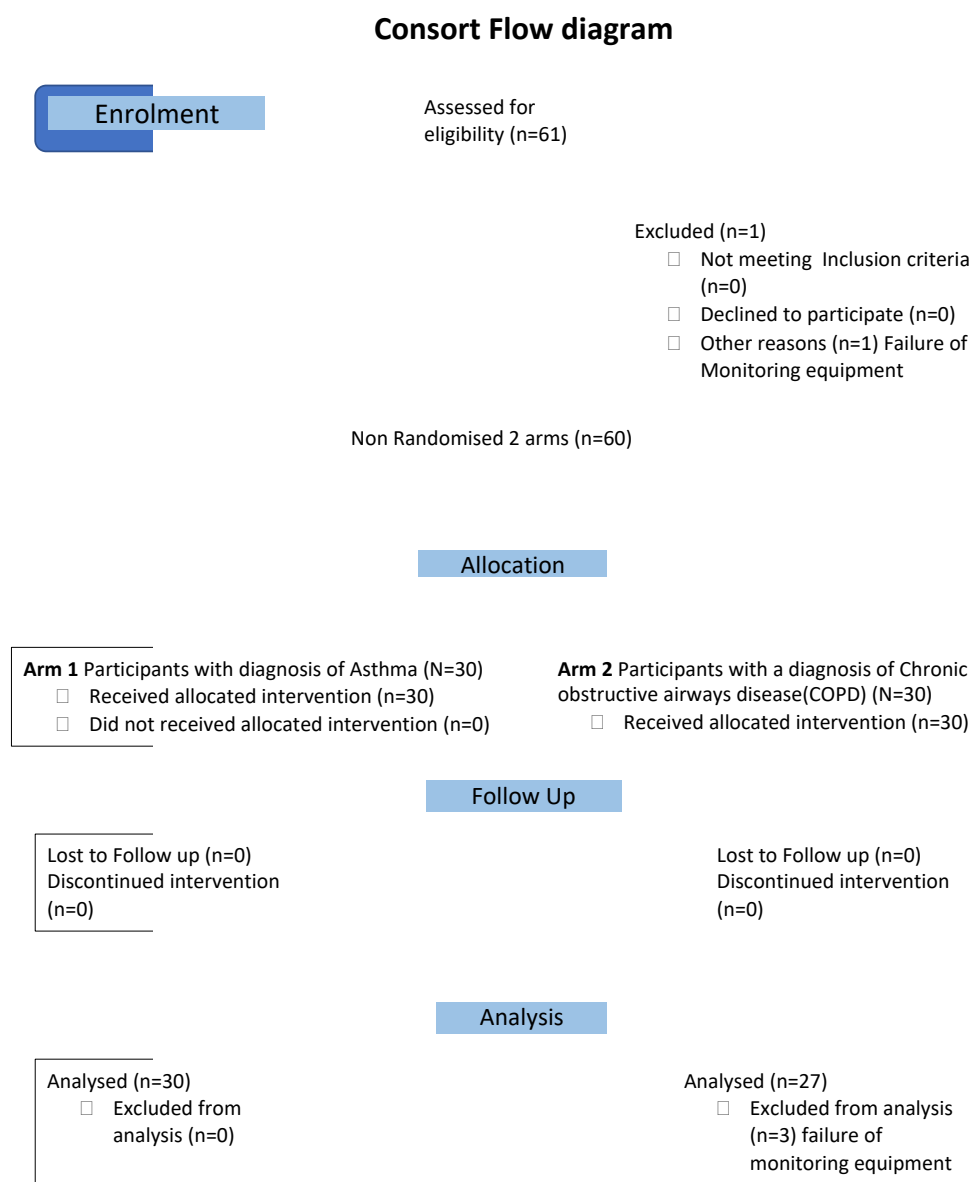 Consort Flow diagram
Enrolment
Assessed for
eligibility (n=61)
Excluded (n=1)
Not meeting  Inclusion criteria
(n=0)
Declined to participate (n=0)
Other reasons (n=1) Failure of
Monitoring equipment
Non Randomised 2 arms (n=60)
Allocation
Arm 1 Participants with diagnosis of Asthma (N=30)
Received allocated intervention (n=30)
Did not received allocated intervention (n=0)
Arm 2 Participants with a diagnosis of Chronic
obstructive airways disease(COPD) (N=30)
Received allocated intervention (n=30)
Follow Up
Lost to Follow up (n=0)
Discontinued intervention
(n=0)
Lost to Follow up (n=0)
Discontinued intervention
(n=0)
Analysis
Analysed (n=30)
Excluded from
analysis (n=0)
Analysed (n=27)
Excluded from analysis
(n=3) failure of
monitoring equipment